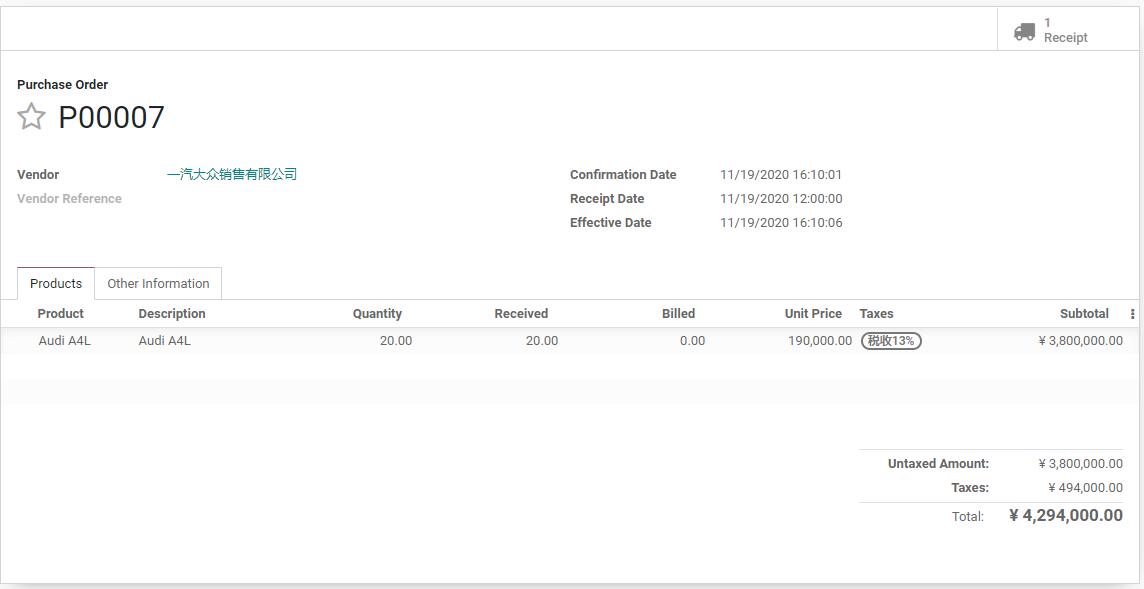 1
Receipt
Purchase Order
P00007
Vendor 一汽大众销售有限公司
Vendor Reference
Confirmation Date 11/19/2020 16:10:01
Receipt Date 11/19/2020 12:00:00
Effective Date 11/19/2020 16:10:06
Products Other Information
Product Description Quantity Received Billed Unit Price Taxes Subtotal
Audi A4L Audi A4L 20.00 20.00 0.00 190,000.00 税收13% ¥ 3,800,000.00
Untaxed Amount: ¥ 3,800,000.00
Taxes: ¥ 494,000.00
Total: ¥ 4,294,000.00